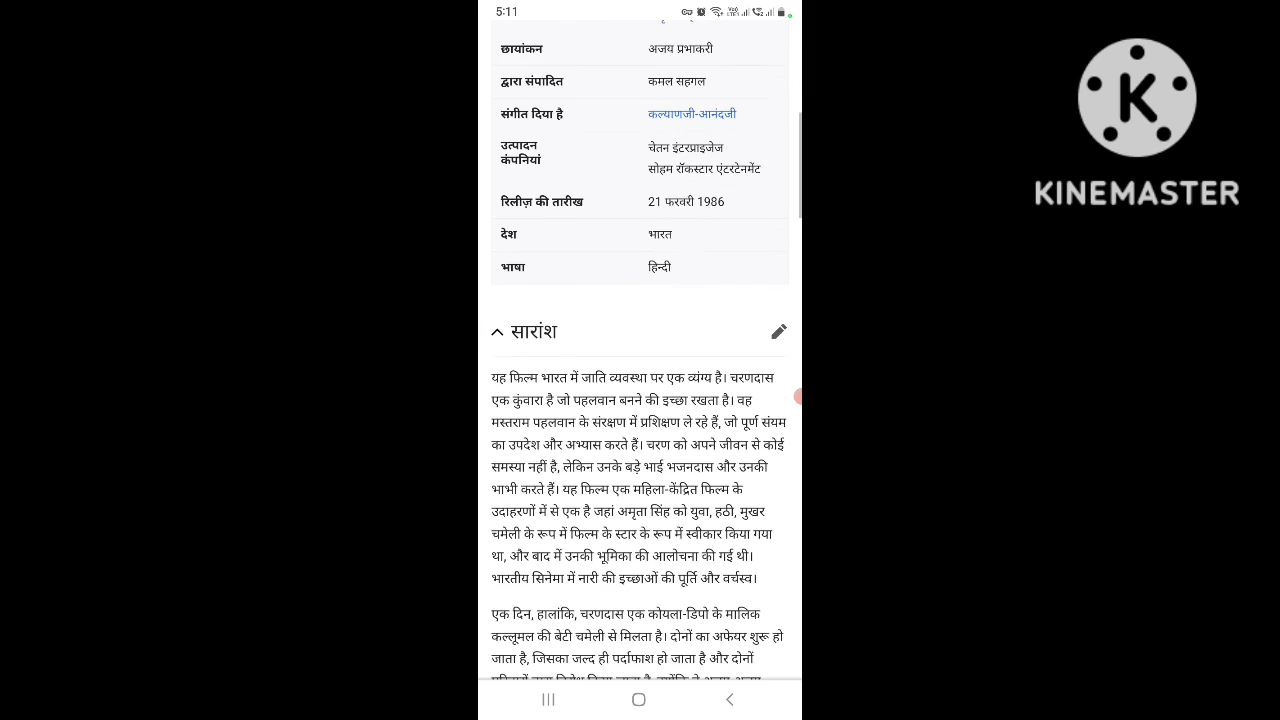 5:11
छायांकन अजय प्रभाकरी
द्वारा संपादित कमल सहगल
संगीत दिया है कल्याणजी-आनंदजी
उत्पादन कंपनियां चेतन इंटरप्राइजेज
सोहम रॉकस्टार एंटरटेनमेंट
रिलीज़ की तारीख 21 फरवरी 1986
देश भारत
भाषा हिन्दी
सारांश
यह फिल्म भारत में जाति व्यवस्था पर एक व्यंग्य है। चरणदास
एक कुंवारा है जो पहलवान बनने की इच्छा रखता है। वह
मस्तराम पहलवान के संरक्षण में प्रशिक्षण ले रहे हैं, जो पूर्ण संयम
का उपदेश और अभ्यास करते हैं। चरण को अपने जीवन से कोई
समस्या नहीं है, लेकिन उनके बड़े भाई भजनदास और उनकी
भाभी करते हैं। यह फिल्म एक महिला-केंद्रित फिल्म के
उदाहरणों में से एक है जहां अमृता सिंह को युवा, हठी, मुखर
चमेली के रूप में फिल्म के स्टार के रूप में स्वीकार किया गया
था, और बाद में उनकी भूमिका की आलोचना की गई थी।
भारतीय सिनेमा में नारी की इच्छाओं की पूर्ति और वर्चस्व।
एक दिन, हालांकि, चरणदास एक कोयला-डिपो के मालिक
कल्लूमल की बेटी चमेली से मिलता है। दोनों का अफेयर शुरू हो
जाता है, जिसका जल्द ही पर्दाफाश हो जाता है और दोनों
K
KINEMASTER